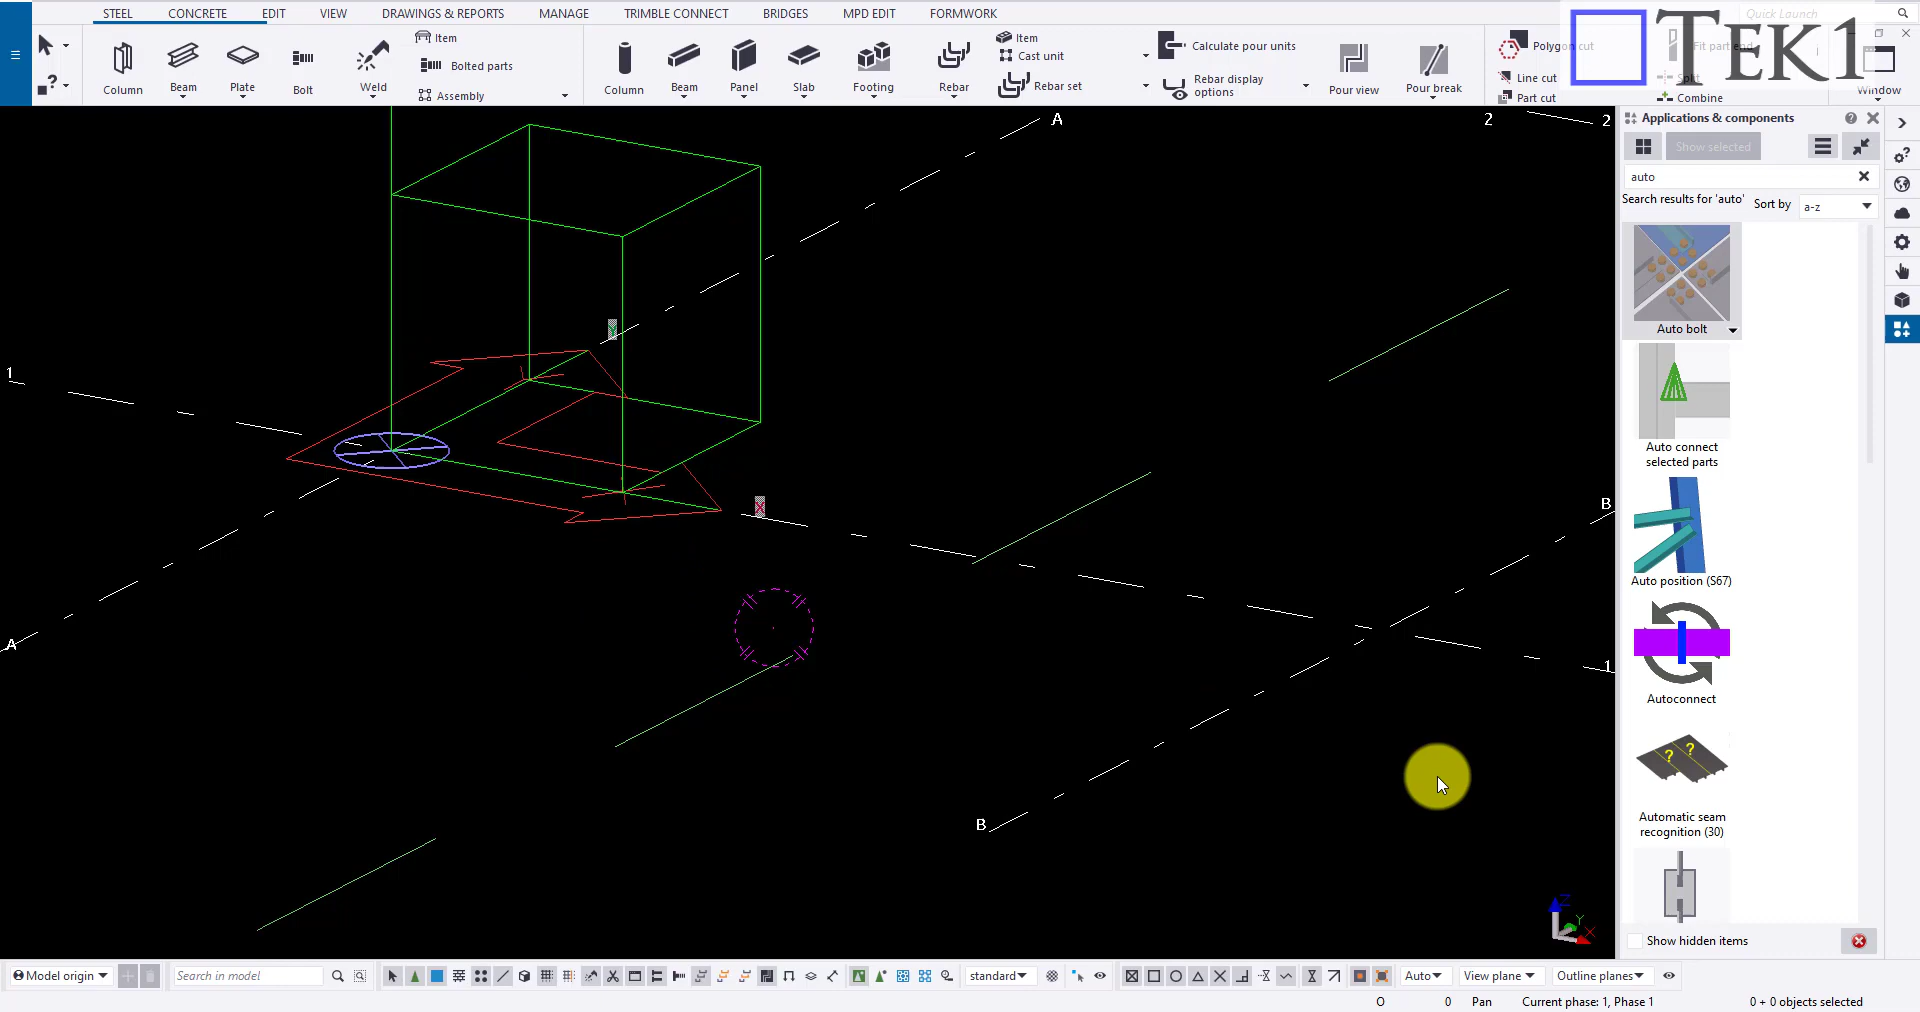 STEEL CONCRETE EDIT VIEW DRAWINGS & REPORTS MANAGE TRIMBLE CONNECT BRIDGES MPD EDIT FORMWORK
Quick Launch
TEK1
Column
Beam
Plate
Bolt
Weld
Item
Bolted parts
Assembly
Column
Beam
Panel
Slab
Footing
Rebar
Item
Cast unit
Rebar set
Calculate pour units
Rebar display
options
Pour view
Pour break
Polygon cut
Line cut
Part cut
Fit part end
Split
Combine
Window
Applications & components
Show selected
auto
Search results for 'auto'
Sort by
a-z
Auto bolt
Auto connect
selected parts
Auto position (S67)
Autoconnect
Automatic seam
recognition (30)
Show hidden items
A
2
2
1
Y
X
B
A
1
B
Z
Y
X
Model origin
Search in model
standard
Auto
View plane
Outline planes
O
0
Pan
Current phase: 1, Phase 1
0 + 0 objects selected